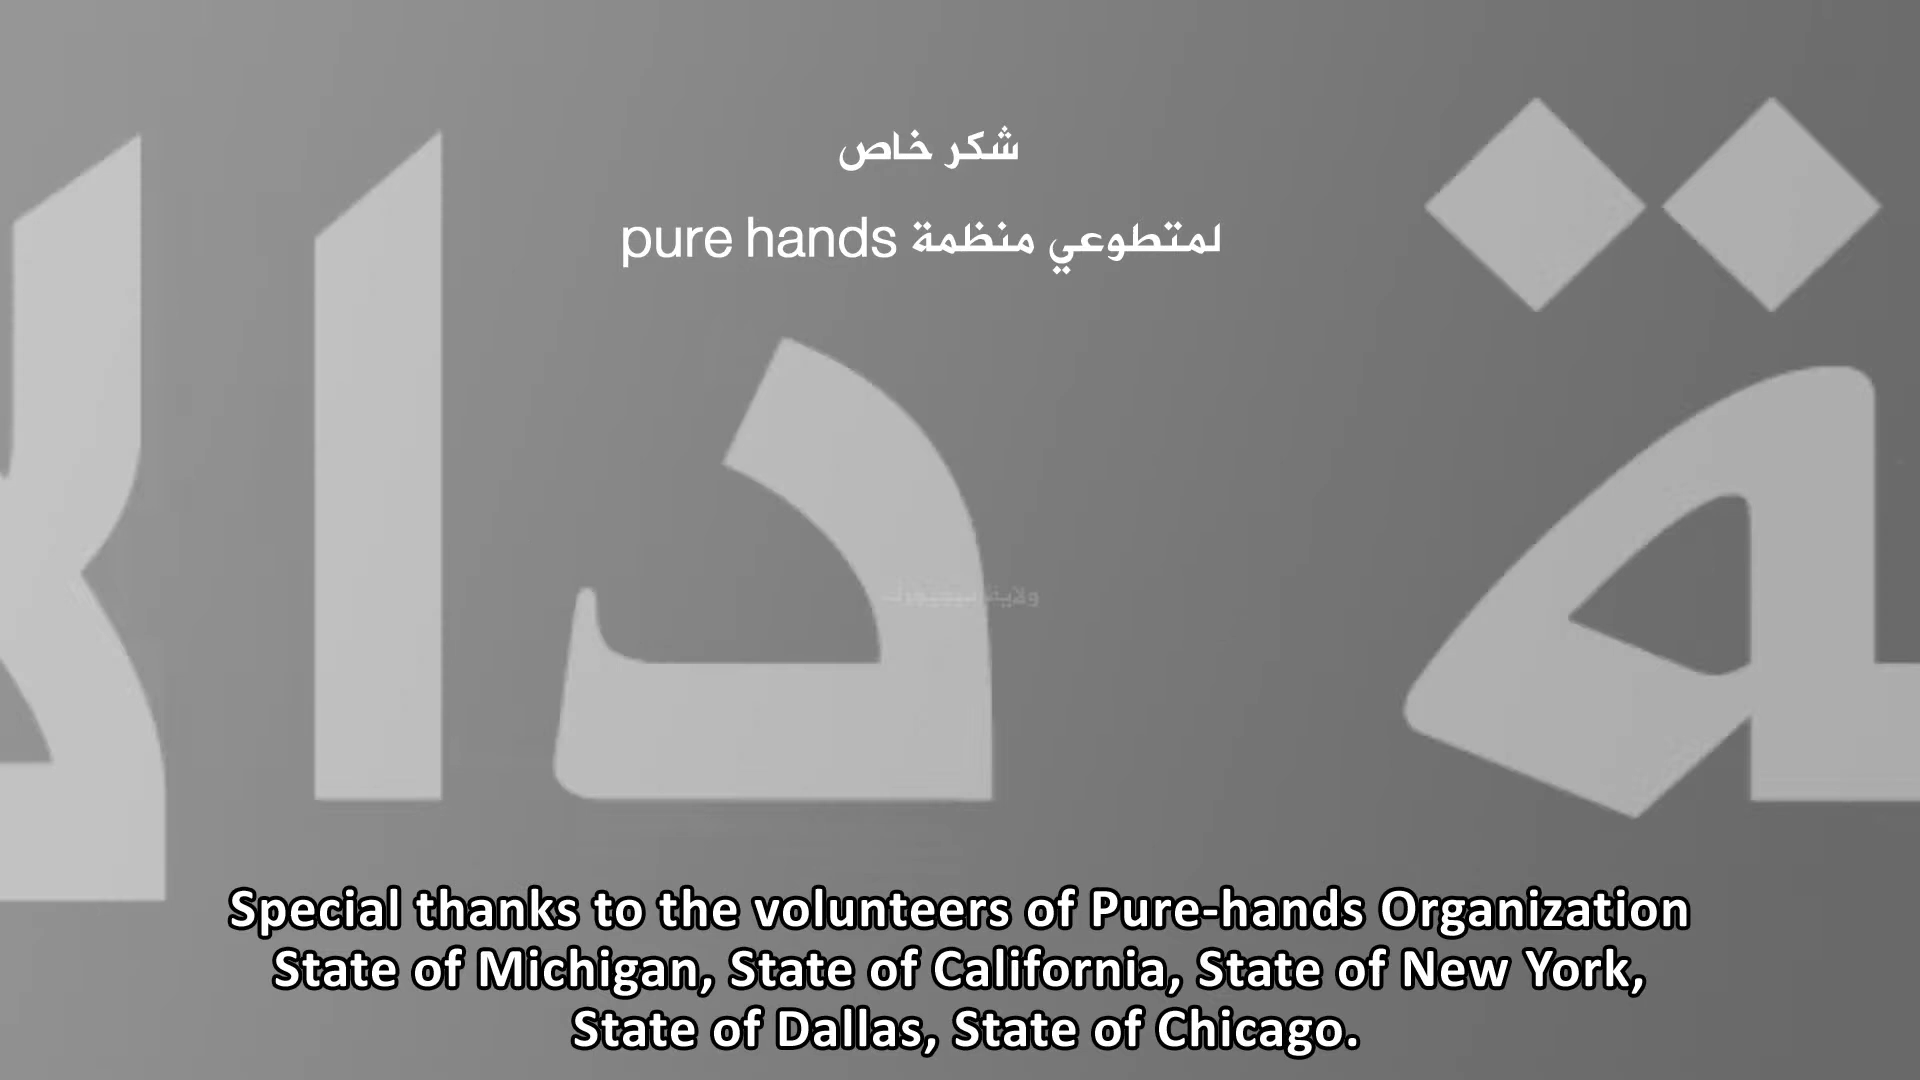 شكر خاص
لمتطوعي منظمة pure hands
Special thanks to the volunteers of Pure-hands Organization
State of Michigan, State of California, State of New York,
State of Dallas, State of Chicago.